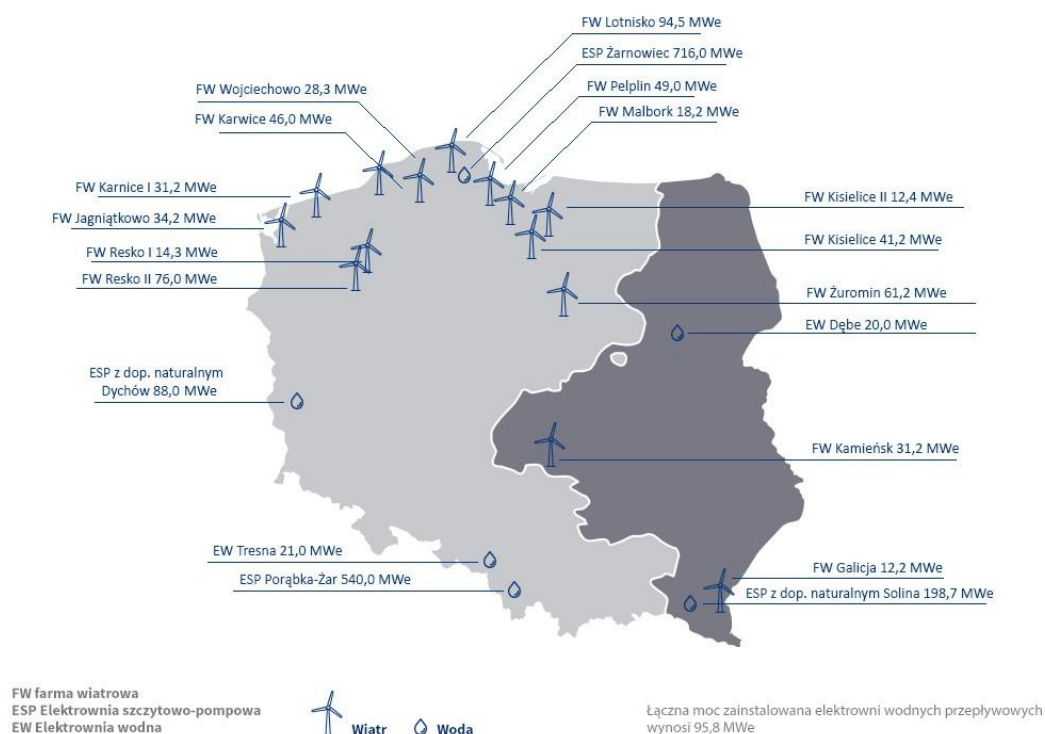 FW Lotnisko 94,5 MWe
ESP Żarnowiec 716,0 MWe
FW Pelplin 49,0 MWe
FW Malbork 18,2 MWe
FW Wojciechowo 28,3 MWe
FW Karwice 46,0 MWe
FW Karnice I 31,2 MWe
FW Jagniątkowo 34,2 MWe
FW Resko I 14,3 MWe
FW Resko II 76,0 MWe
FW Kisielice II 12,4 MWe
FW Kisielice 41,2 MWe
FW Żuromin 61,2 MWe
EW Dębe 20,0 MWe
ESP z dop. naturalnym
Dychów 88,0 MWe
FW Kamieńsk 31,2 MWe
EW Tresna 21,0 MWe
ESP Porąbka-Żar 540,0 MWe
FW Galicja 12,2 MWe
ESP z dop. naturalnym Solina 198,7 MWe
FW farma wiatrowa
ESP Elektrownia szczytowo-pompowa
EW Elektrownia wodna
Wiatr
Woda
Łączna moc zainstalowana elektrowni wodnych przepływowych
wynosi 95,8 MWe